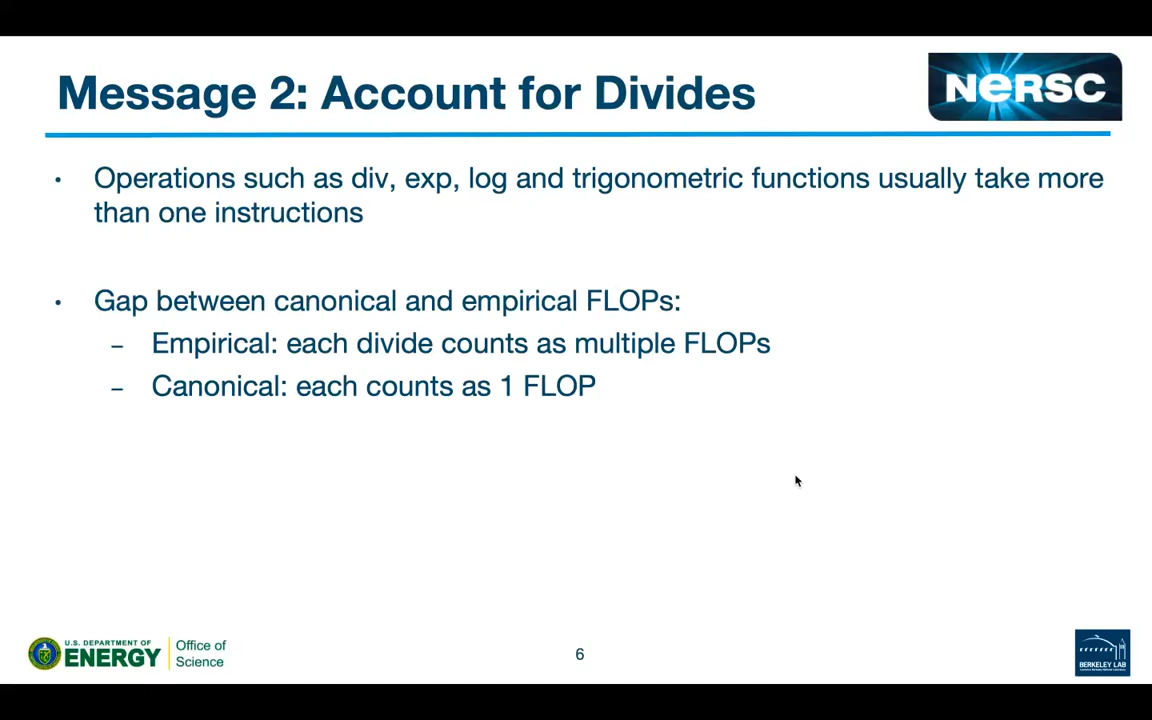 Message 2: Account for Divides
NERSC
• Operations such as div, exp, log and trigonometric functions usually take more
than one instructions
• Gap between canonical and empirical FLOPs:
– Empirical: each divide counts as multiple FLOPs
– Canonical: each counts as 1 FLOP
U.S. DEPARTMENT OF
ENERGY
Office of
Science
6
BERKELEY LAB